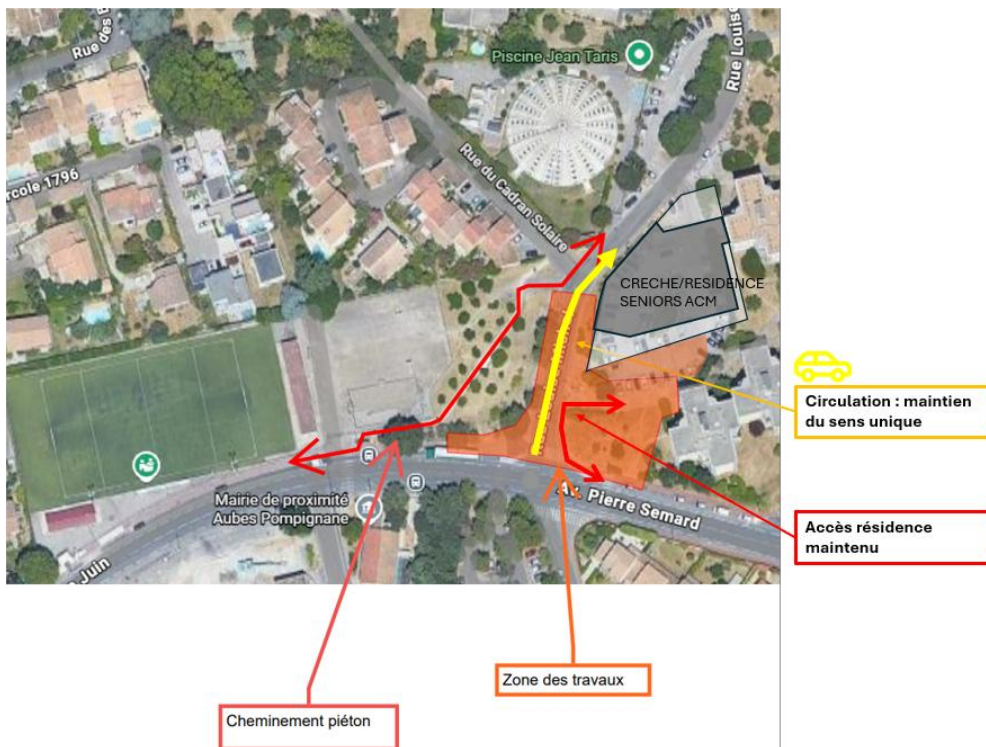 Rue des
Piscine Jean Taris
Rue Louise
Rue du Cadran Solaire
rcole 1796
CRECHE/RESIDENCE
SENIORS ACM
Circulation : maintien
du sens unique
Mairie de proximité
Aubes Pompignane
Av. Pierre Semard
Juin
Accès résidence
maintenu
Zone des travaux
Cheminement piéton